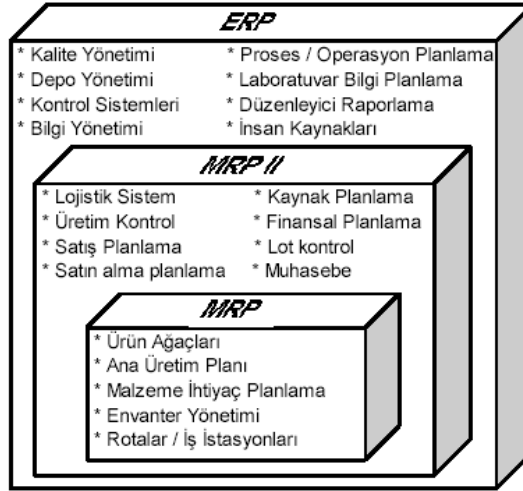 ERP
* Kalite Yönetimi
* Depo Yönetimi
* Kontrol Sistemleri
* Bilgi Yönetimi
* Proses / Operasyon Planlama
* Laboratuvar Bilgi Planlama
* Düzenleyici Raporlama
* İnsan Kaynakları
MRP II
* Lojistik Sistem
* Üretim Kontrol
* Satış Planlama
* Satın alma planlama
* Kaynak Planlama
* Finansal Planlama
* Lot kontrol
* Muhasebe
MRP
* Ürün Ağaçları
* Ana Üretim Planı
* Malzeme İhtiyaç Planlama
* Envanter Yönetimi
* Rotalar / İş İstasyonları